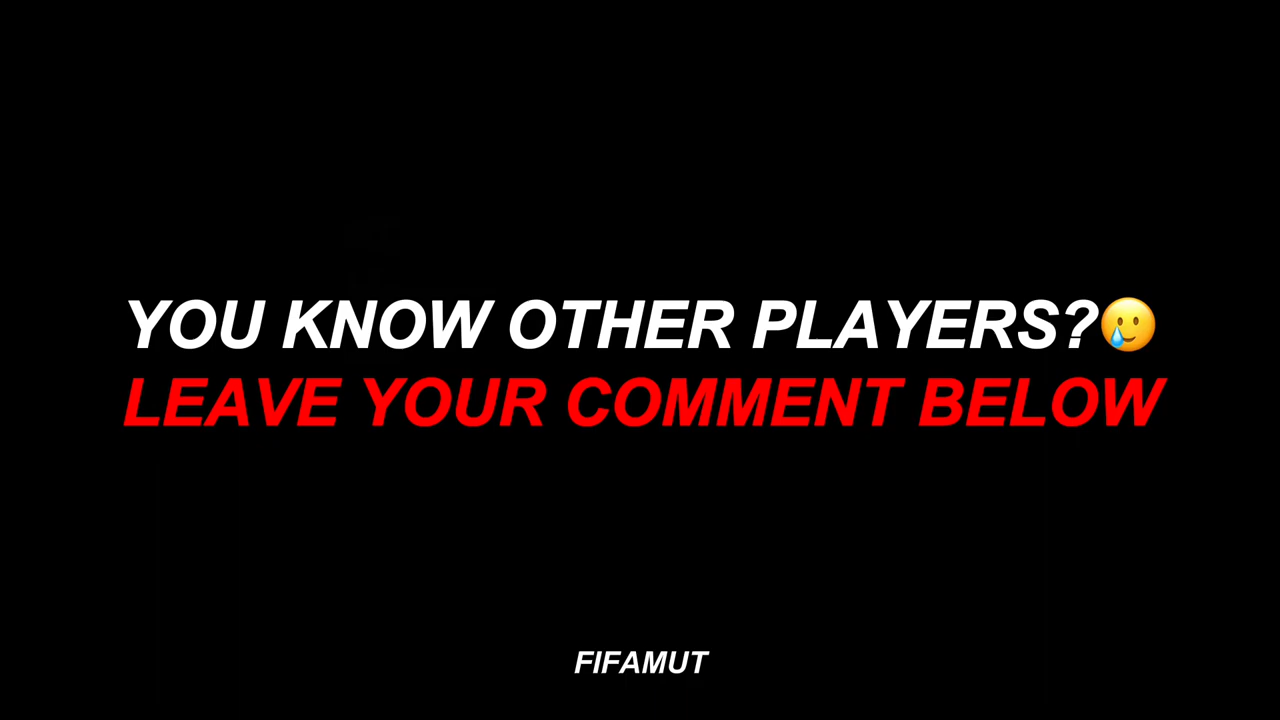 YOU KNOW OTHER PLAYERS?🥲
LEAVE YOUR COMMENT BELOW
FIFAMUT